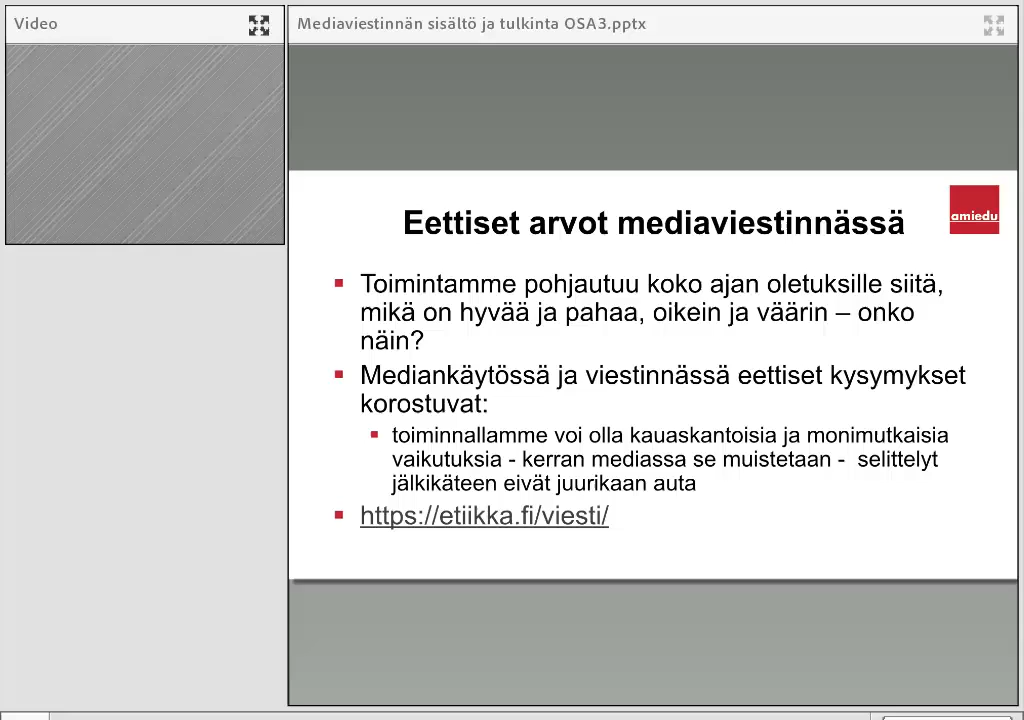 Video
Mediaviestinnän sisältö ja tulkinta OSA3.pptx
amiedu
Eettiset arvot mediaviestinnässä
Toimintamme pohjautuu koko ajan oletuksille siitä,
mikä on hyvää ja pahaa, oikein ja väärin – onko
näin?
Mediankäytössä ja viestinnässä eettiset kysymykset
korostuvat:
toiminnallamme voi olla kauaskantoisia ja monimutkaisia
vaikutuksia - kerran mediassa se muistetaan - selittelyt
jälkikäteen eivät juurikaan auta
https://etiikka.fi/viesti/